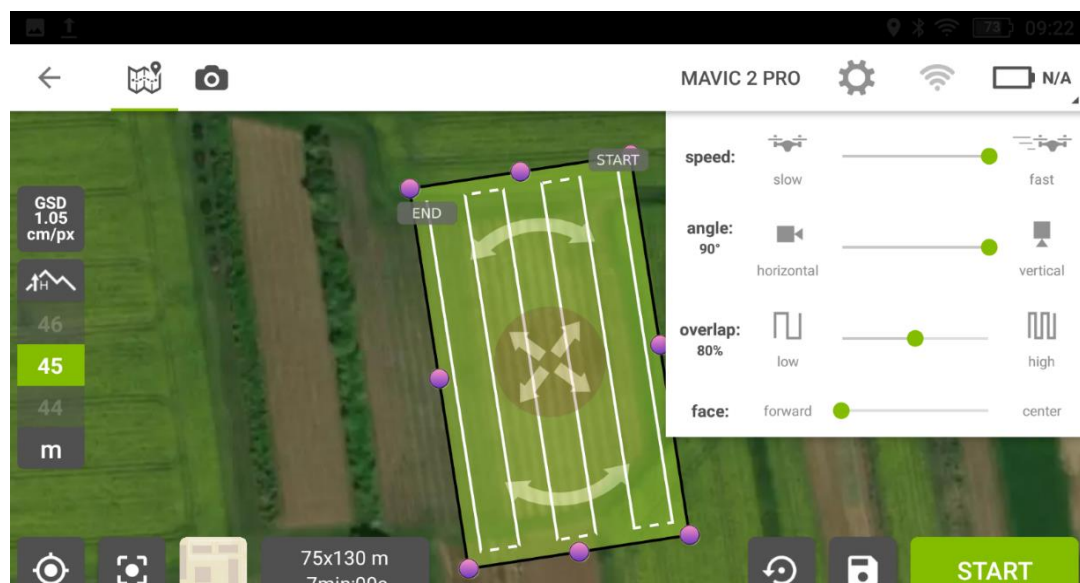 73 09:22
MAVIC 2 PRO N/A
speed: slow fast
START
GSD
1.05
cm/px
END
angle:
90°
horizontal vertical
H
46
45
44
m
overlap:
80%
low high
face: forward center
75x130 m
START